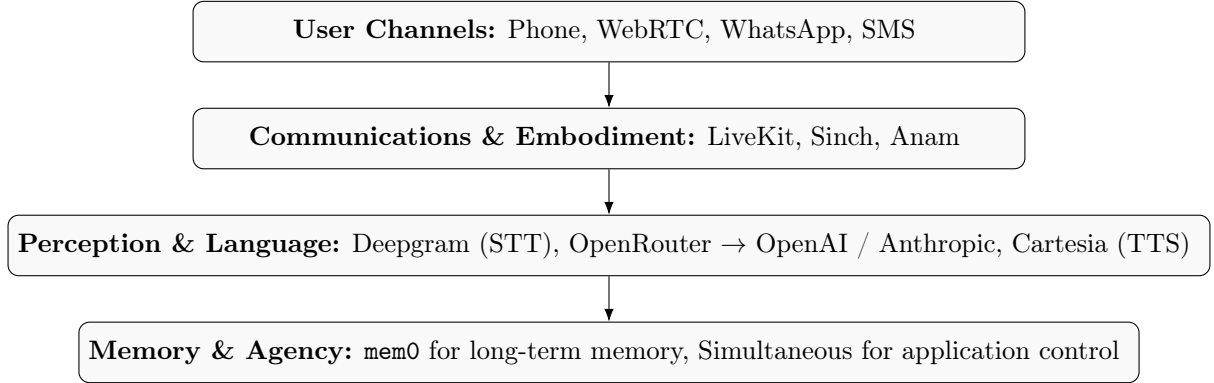 User Channels: Phone, WebRTC, WhatsApp, SMS
Communications & Embodiment: LiveKit, Sinch, Anam
Perception & Language: Deepgram (STT), OpenRouter → OpenAI / Anthropic, Cartesia (TTS)
Memory & Agency: mem0 for long-term memory, Simultaneous for application control